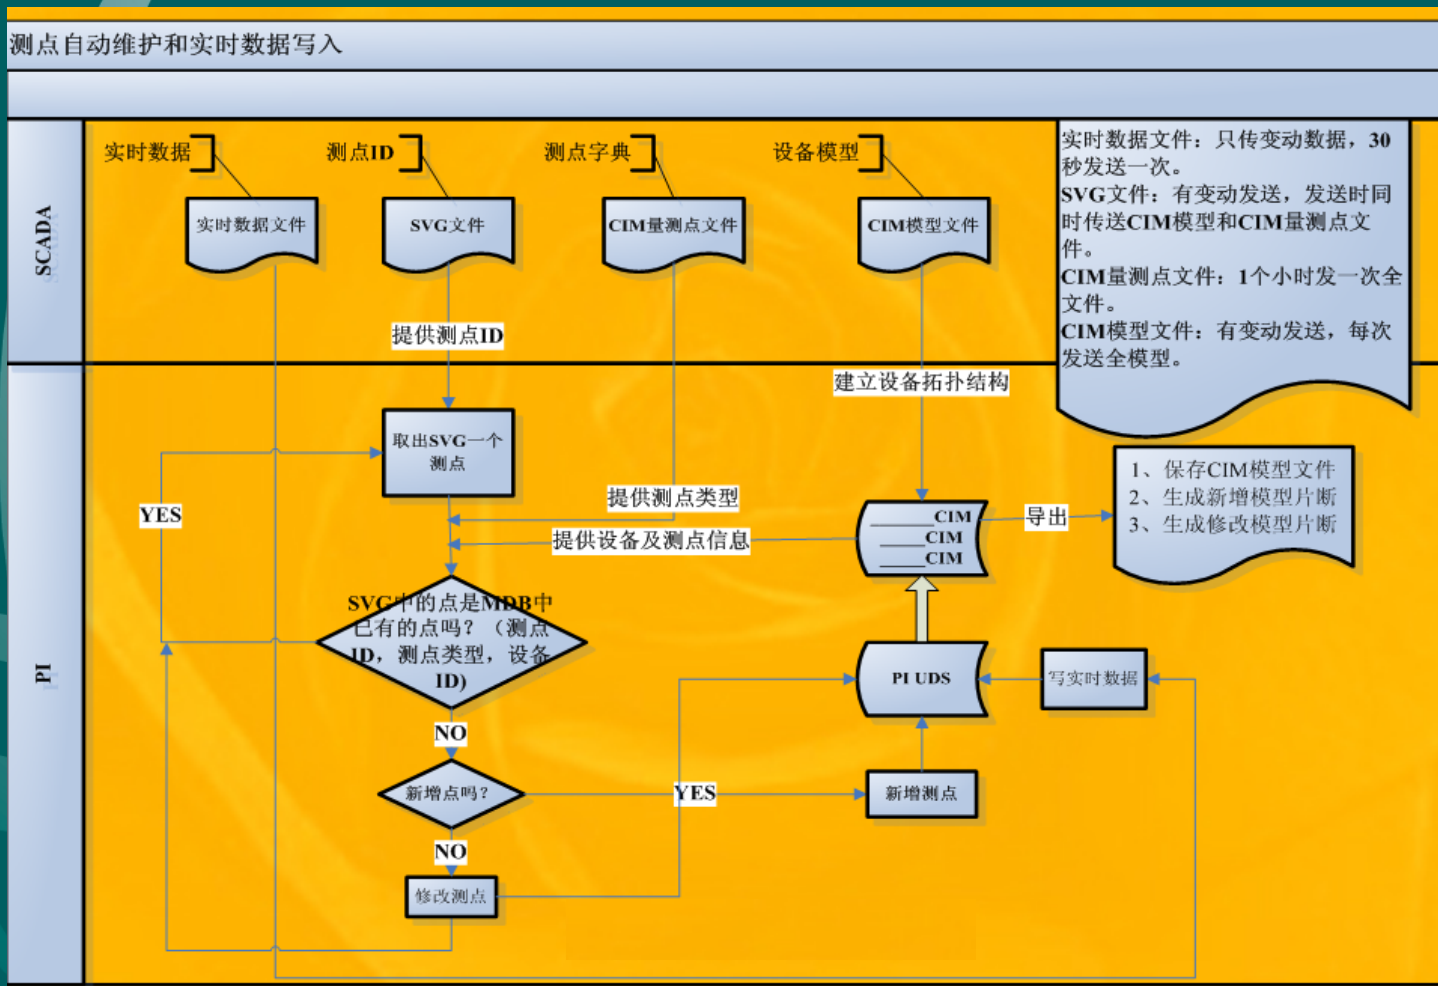 测点自动维护和实时数据写入
SCADA
实时数据
测点ID
测点字典
设备模型
实时数据文件
SVG文件
CIM量测点文件
CIM模型文件
实时数据文件：只传变动数据，30
秒发送一次。
SVG文件：有变动发送，发送时同
时传送CIM模型和CIM量测点文
件。
CIM量测点文件：1个小时发一次全
文件。
CIM模型文件：有变动发送，每次
发送全模型。
提供测点ID
建立设备拓扑结构
PI
取出SVG一个
测点
YES
提供测点类型
提供设备及测点信息
CIM
CIM
CIM
导出
1、保存CIM模型文件
2、生成新增模型片断
3、生成修改模型片断
SVG中的点是MDB中
已有的点吗？（测点
ID，测点类型，设备
ID)
PI UDS
写实时数据
NO
新增点吗？
YES
新增测点
NO
修改测点